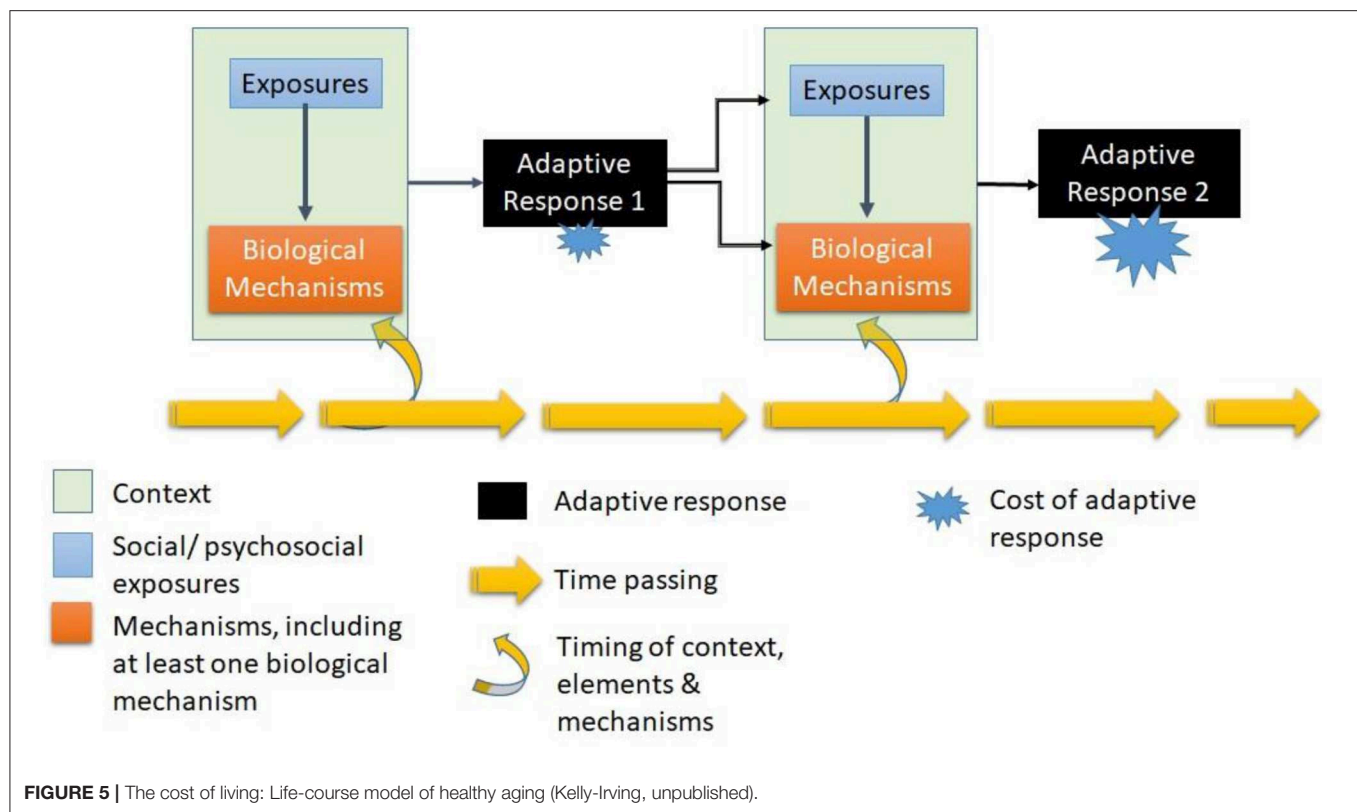 Exposures
Biological
Mechanisms
Adaptive
Response 1
Exposures
Biological
Mechanisms
Adaptive
Response 2
Context
Social/ psychosocial
exposures
Mechanisms, including
at least one biological
mechanism
Adaptive response
Time passing
Timing of context,
elements &
mechanisms
Cost of adaptive
response
FIGURE 5 | The cost of living: Life-course model of healthy aging (Kelly-Irving, unpublished).